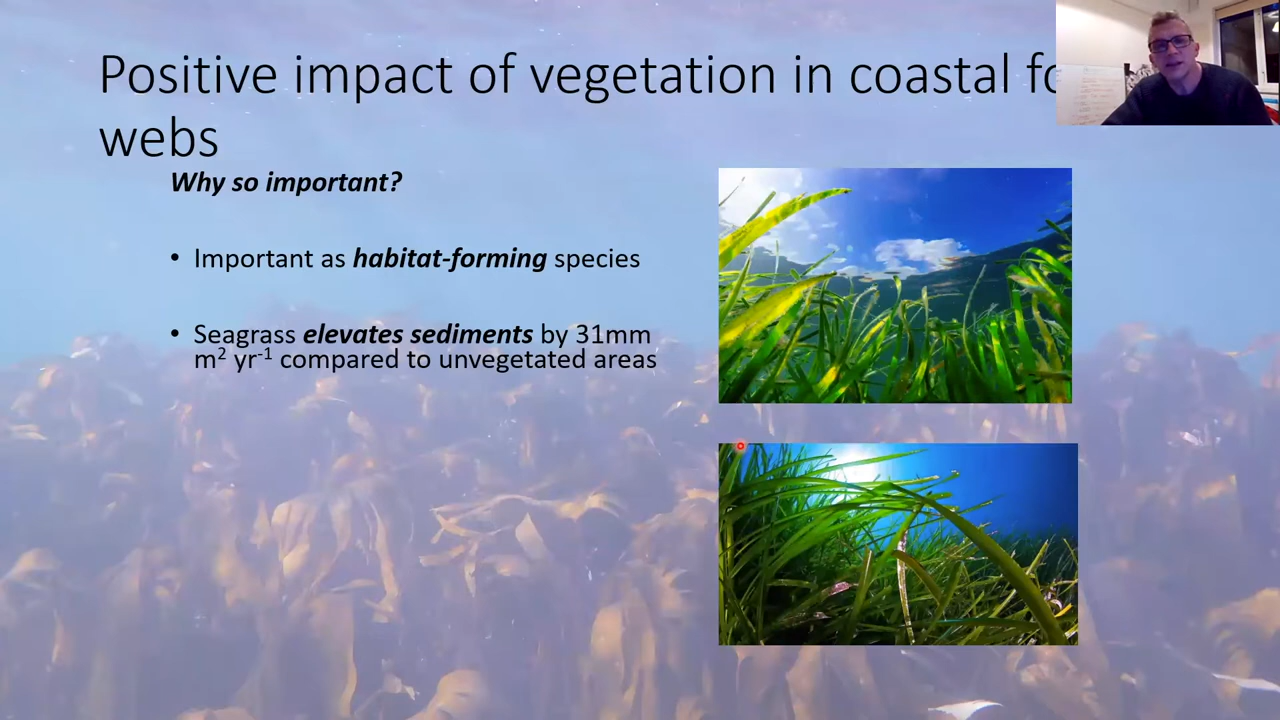 Positive impact of vegetation in coastal
webs
Why so important?
• Important as habitat-forming species
• Seagrass elevates sediments by 31mm
m² yr⁻¹ compared to unvegetated areas